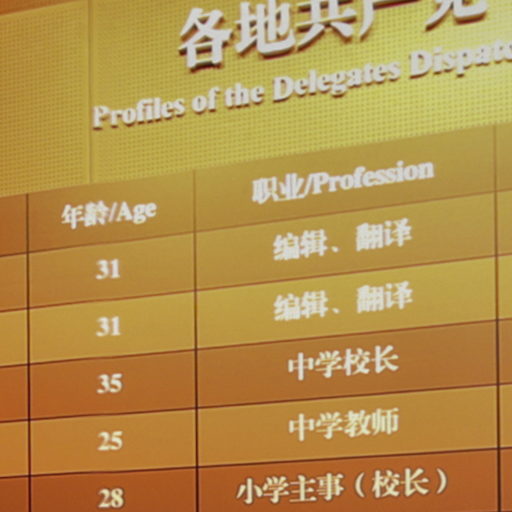 各地共产党
Profiles of the Delegates Dispatc
年龄/Age 职业/Profession
31 编辑、翻译
31 编辑、翻译
35 中学校长
25 中学教师
28 小学主事（校长）